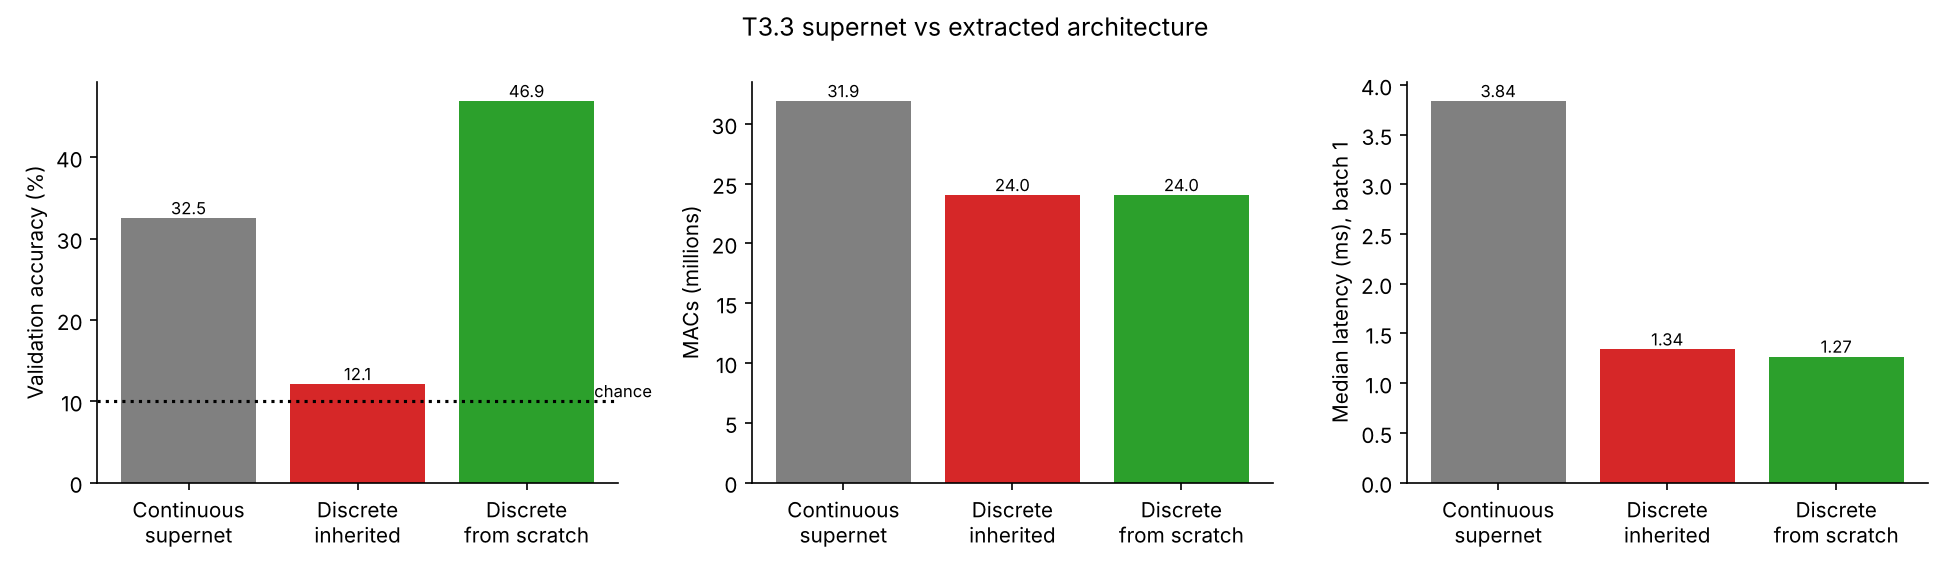 T3.3 supernet vs extracted architecture
Validation accuracy (%)
0
10
20
30
40
32.5
12.1
46.9
chance
Continuous
supernet
Discrete
inherited
Discrete
from scratch
MACs (millions)
0
5
10
15
20
25
30
31.9
24.0
24.0
Continuous
supernet
Discrete
inherited
Discrete
from scratch
Median latency (ms), batch 1
0.0
0.5
1.0
1.5
2.0
2.5
3.0
3.5
4.0
3.84
1.34
1.27
Continuous
supernet
Discrete
inherited
Discrete
from scratch